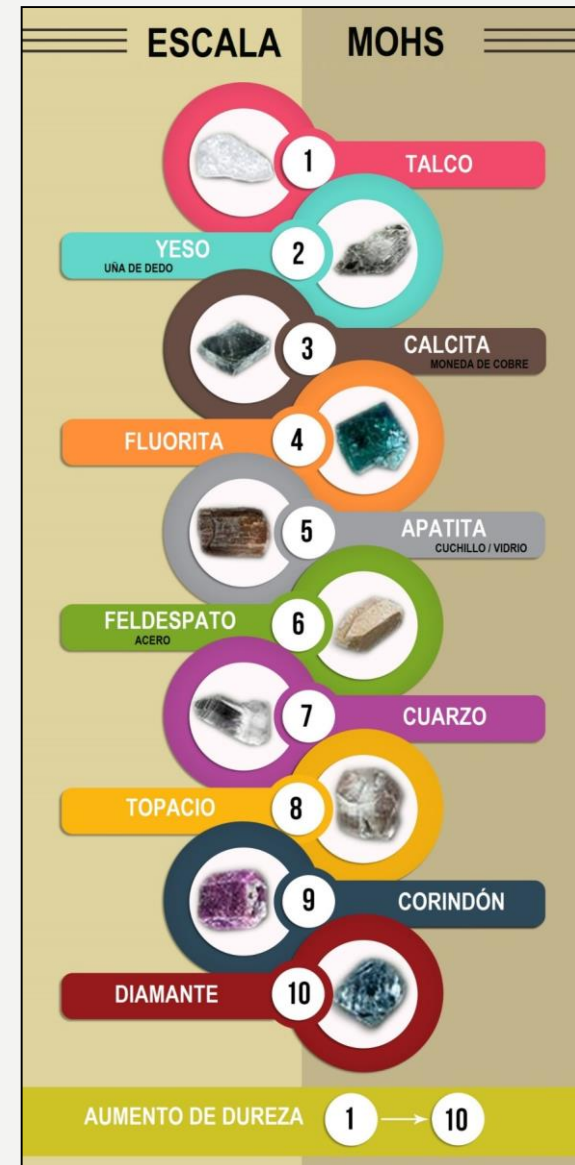 ESCALA MOHS
1 TALCO
YESO 2
UÑA DE DEDO
3 CALCITA
MONEDA DE COBRE
FLUORITA 4
5 APATITA
CUCHILLO / VIDRIO
FELDESPATO 6
ACERO
7 CUARZO
TOPACIO 8
9 CORINDÓN
DIAMANTE 10
AUMENTO DE DUREZA 1 → 10